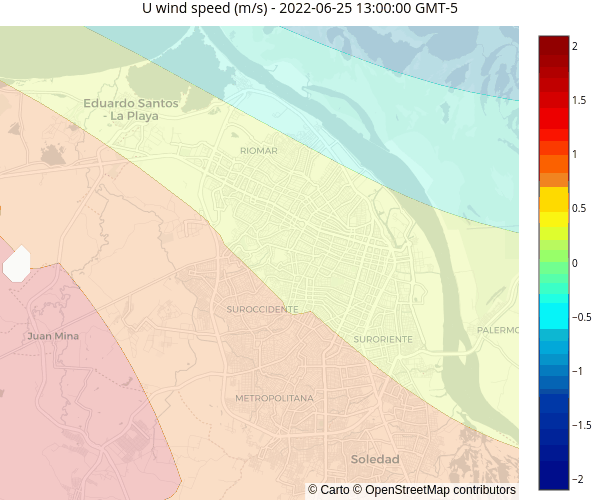 U wind speed (m/s) - 2022-06-25 13:00:00 GMT-5
2
Eduardo Santos
- La Playa
1.5
RIOMAR
1
0.5
0
SUROCCIDENTE
−0.5
Juan Mina
SURORIENTE
PALERMO
−1
METROPOLITANA
−1.5
Soledad
−2
© Carto © OpenStreetMap contributors